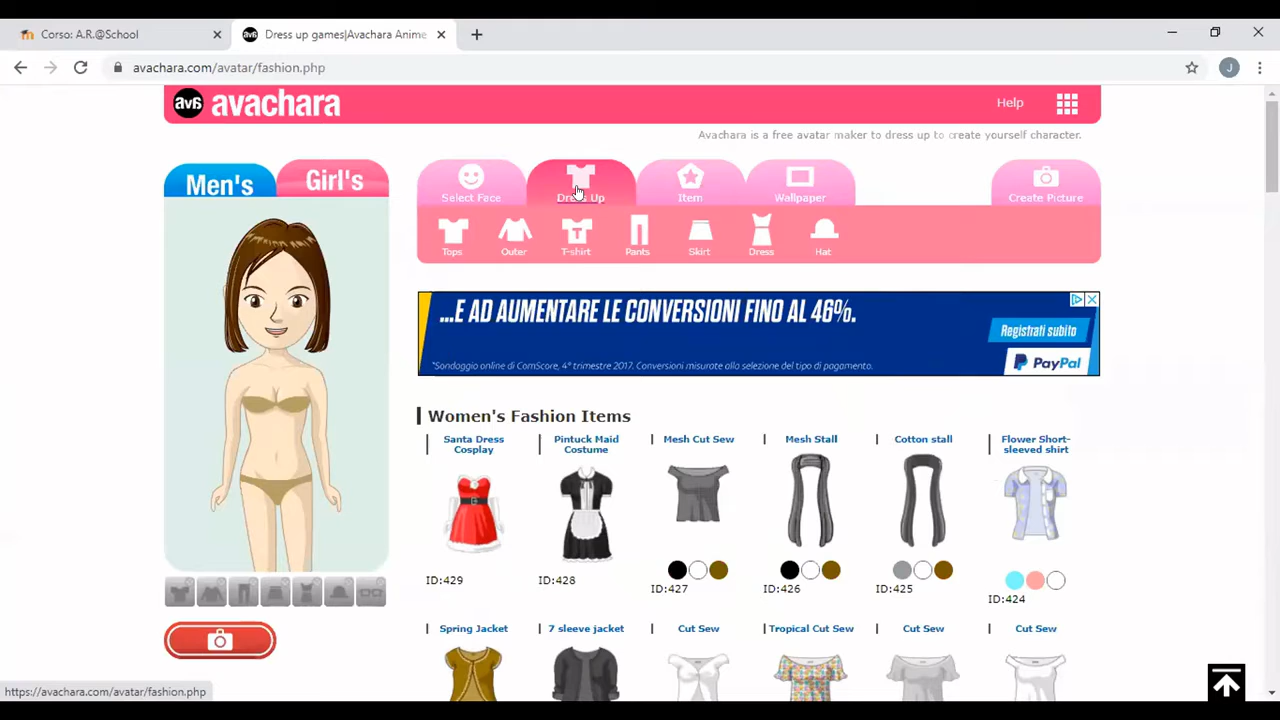 Corso: A.R.@School
ava Dress up games|Avachara Anime
avachara.com/avatar/fashion.php
J
ava avachara
Help
Avachara is a free avatar maker to dress up to create yourself character.
Men's
Girl's
Select Face
Dress Up
Item
Wallpaper
Create Picture
Tops
Outer
T-shirt
Pants
Skirt
Dress
Hat
...E AD AUMENTARE LE CONVERSIONI FINO AL 46%.
*Sondaggio online di ComScore, 4° trimestre 2017. Conversioni misurate alla selezione del tipo di pagamento.
Registrati subito
PayPal
Women's Fashion Items
Santa Dress
Cosplay
Pintuck Maid
Costume
Mesh Cut Sew
Mesh Stall
Cotton stall
Flower Short-
sleeved shirt
ID:429
ID:428
ID:427
ID:426
ID:425
ID:424
Spring Jacket
7 sleeve jacket
Cut Sew
Tropical Cut Sew
Cut Sew
Cut Sew
https://avachara.com/avatar/fashion.php